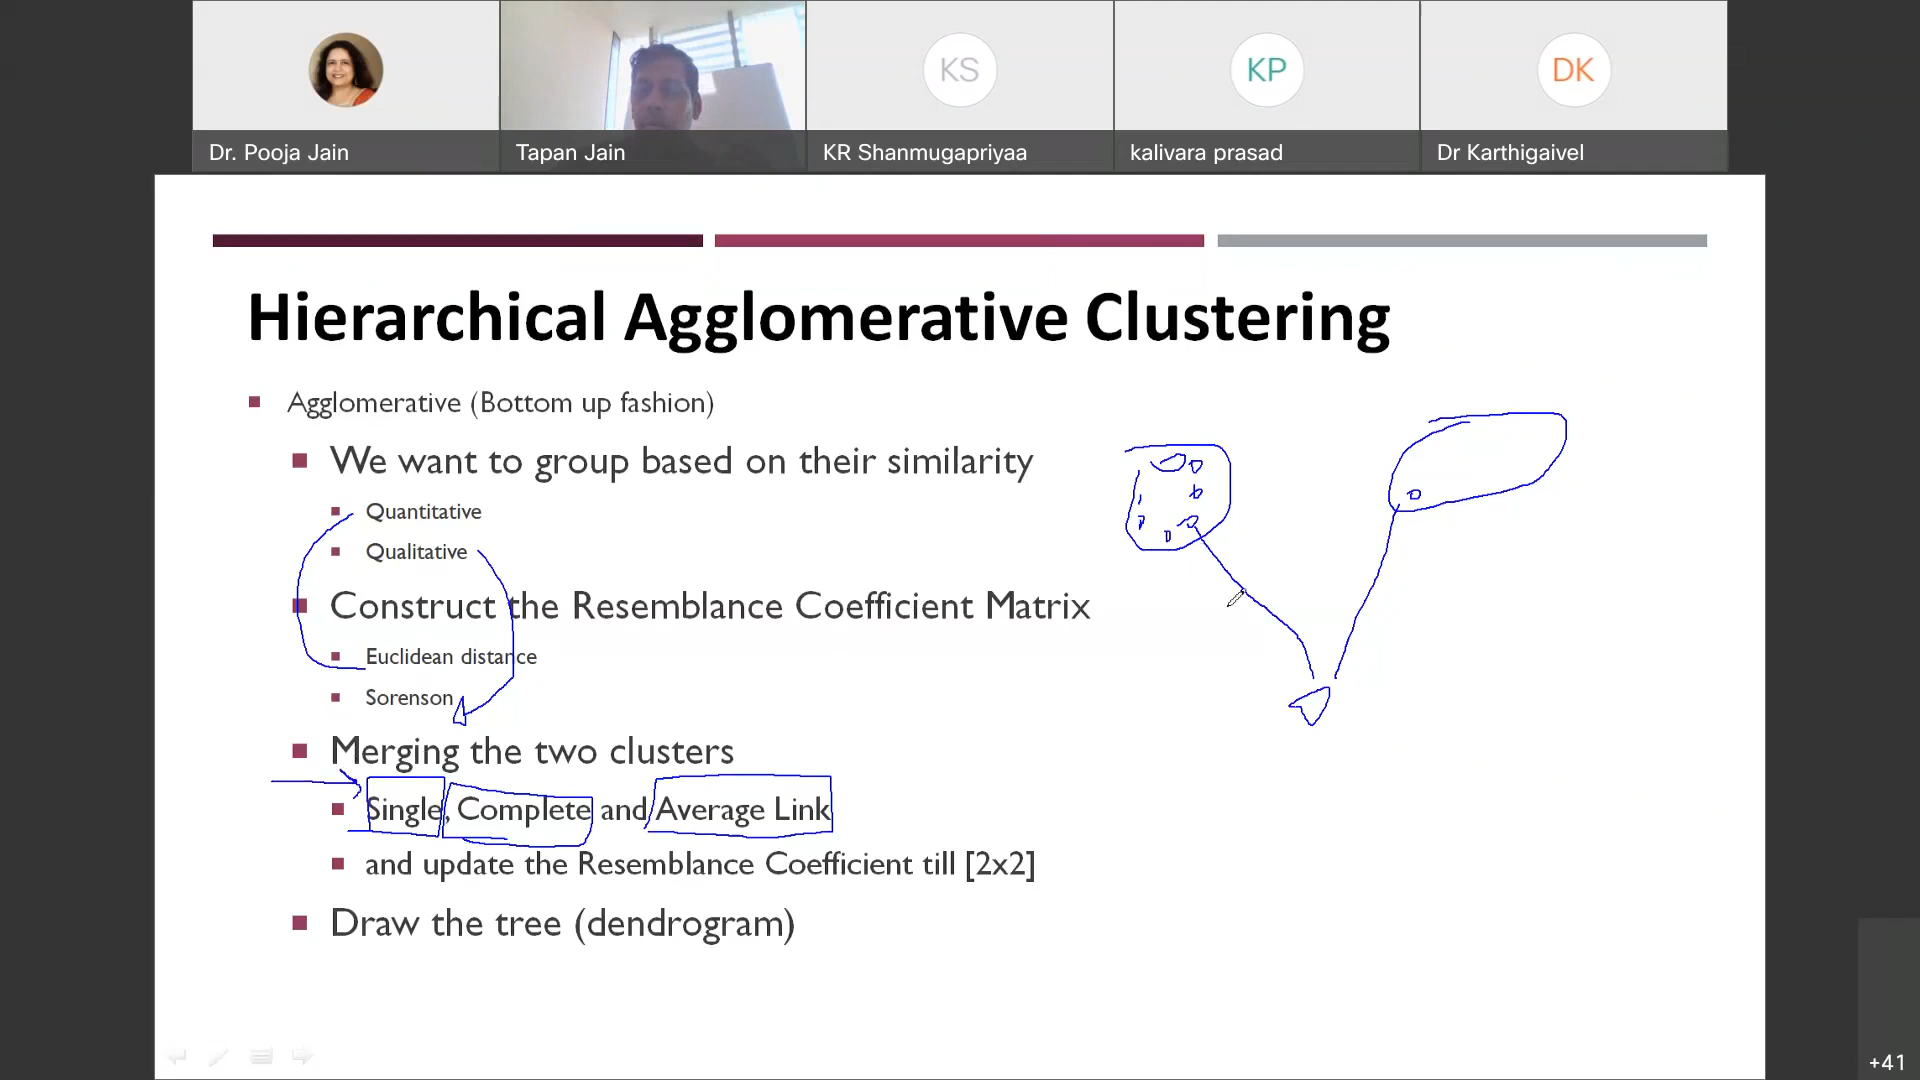 KS
KP
DK
Dr. Pooja Jain
Tapan Jain
KR Shanmugapriyaa
kalivara prasad
Dr Karthigaivel
Hierarchical Agglomerative Clustering
Agglomerative (Bottom up fashion)
We want to group based on their similarity
Quantitative
Qualitative
Construct the Resemblance Coefficient Matrix
Euclidean distance
Sorenson
Merging the two clusters
Single, Complete and Average Link
and update the Resemblance Coefficient till [2x2]
Draw the tree (dendrogram)
+41